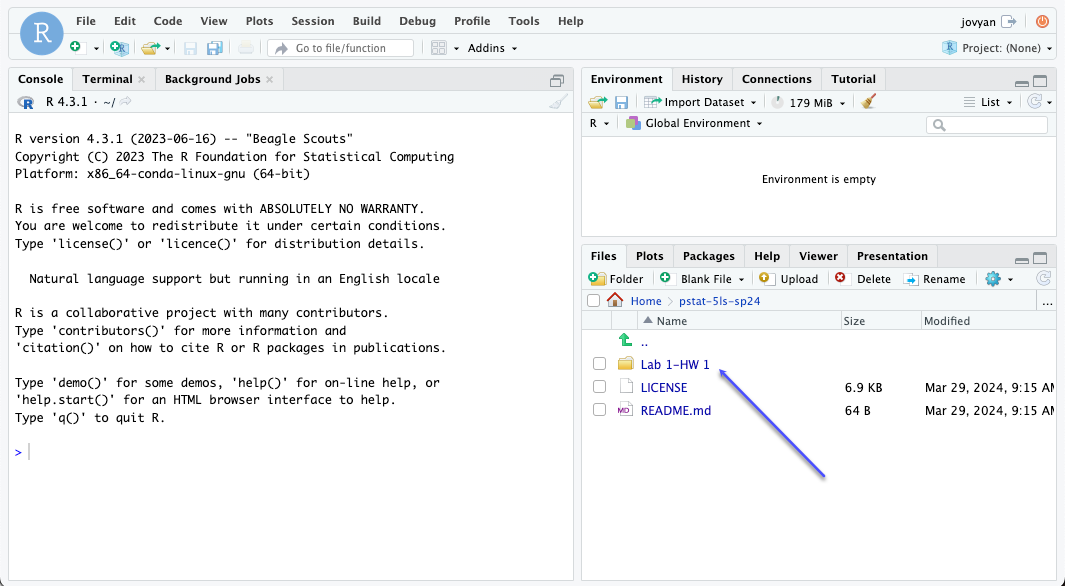 R
File Edit Code View Plots Session Build Debug Profile Tools Help
jovyan
Go to file/function
Addins
R Project: (None)
Console Terminal Background Jobs
R R 4.3.1 · ~/
R version 4.3.1 (2023-06-16) -- "Beagle Scouts"
Copyright (C) 2023 The R Foundation for Statistical Computing
Platform: x86_64-conda-linux-gnu (64-bit)
R is free software and comes with ABSOLUTELY NO WARRANTY.
You are welcome to redistribute it under certain conditions.
Type 'license()' or 'licence()' for distribution details.
Natural language support but running in an English locale
R is a collaborative project with many contributors.
Type 'contributors()' for more information and
'citation()' on how to cite R or R packages in publications.
Type 'demo()' for some demos, 'help()' for on-line help, or
'help.start()' for an HTML browser interface to help.
Type 'q()' to quit R.
>
Environment History Connections Tutorial
Import Dataset 179 MiB List
R Global Environment
Environment is empty
Files Plots Packages Help Viewer Presentation
Folder Blank File Upload Delete Rename
Home pstat-5ls-sp24 ...
Name Size Modified
..
Lab 1-HW 1
LICENSE 6.9 KB Mar 29, 2024, 9:15 AM
MD README.md 64 B Mar 29, 2024, 9:15 AM